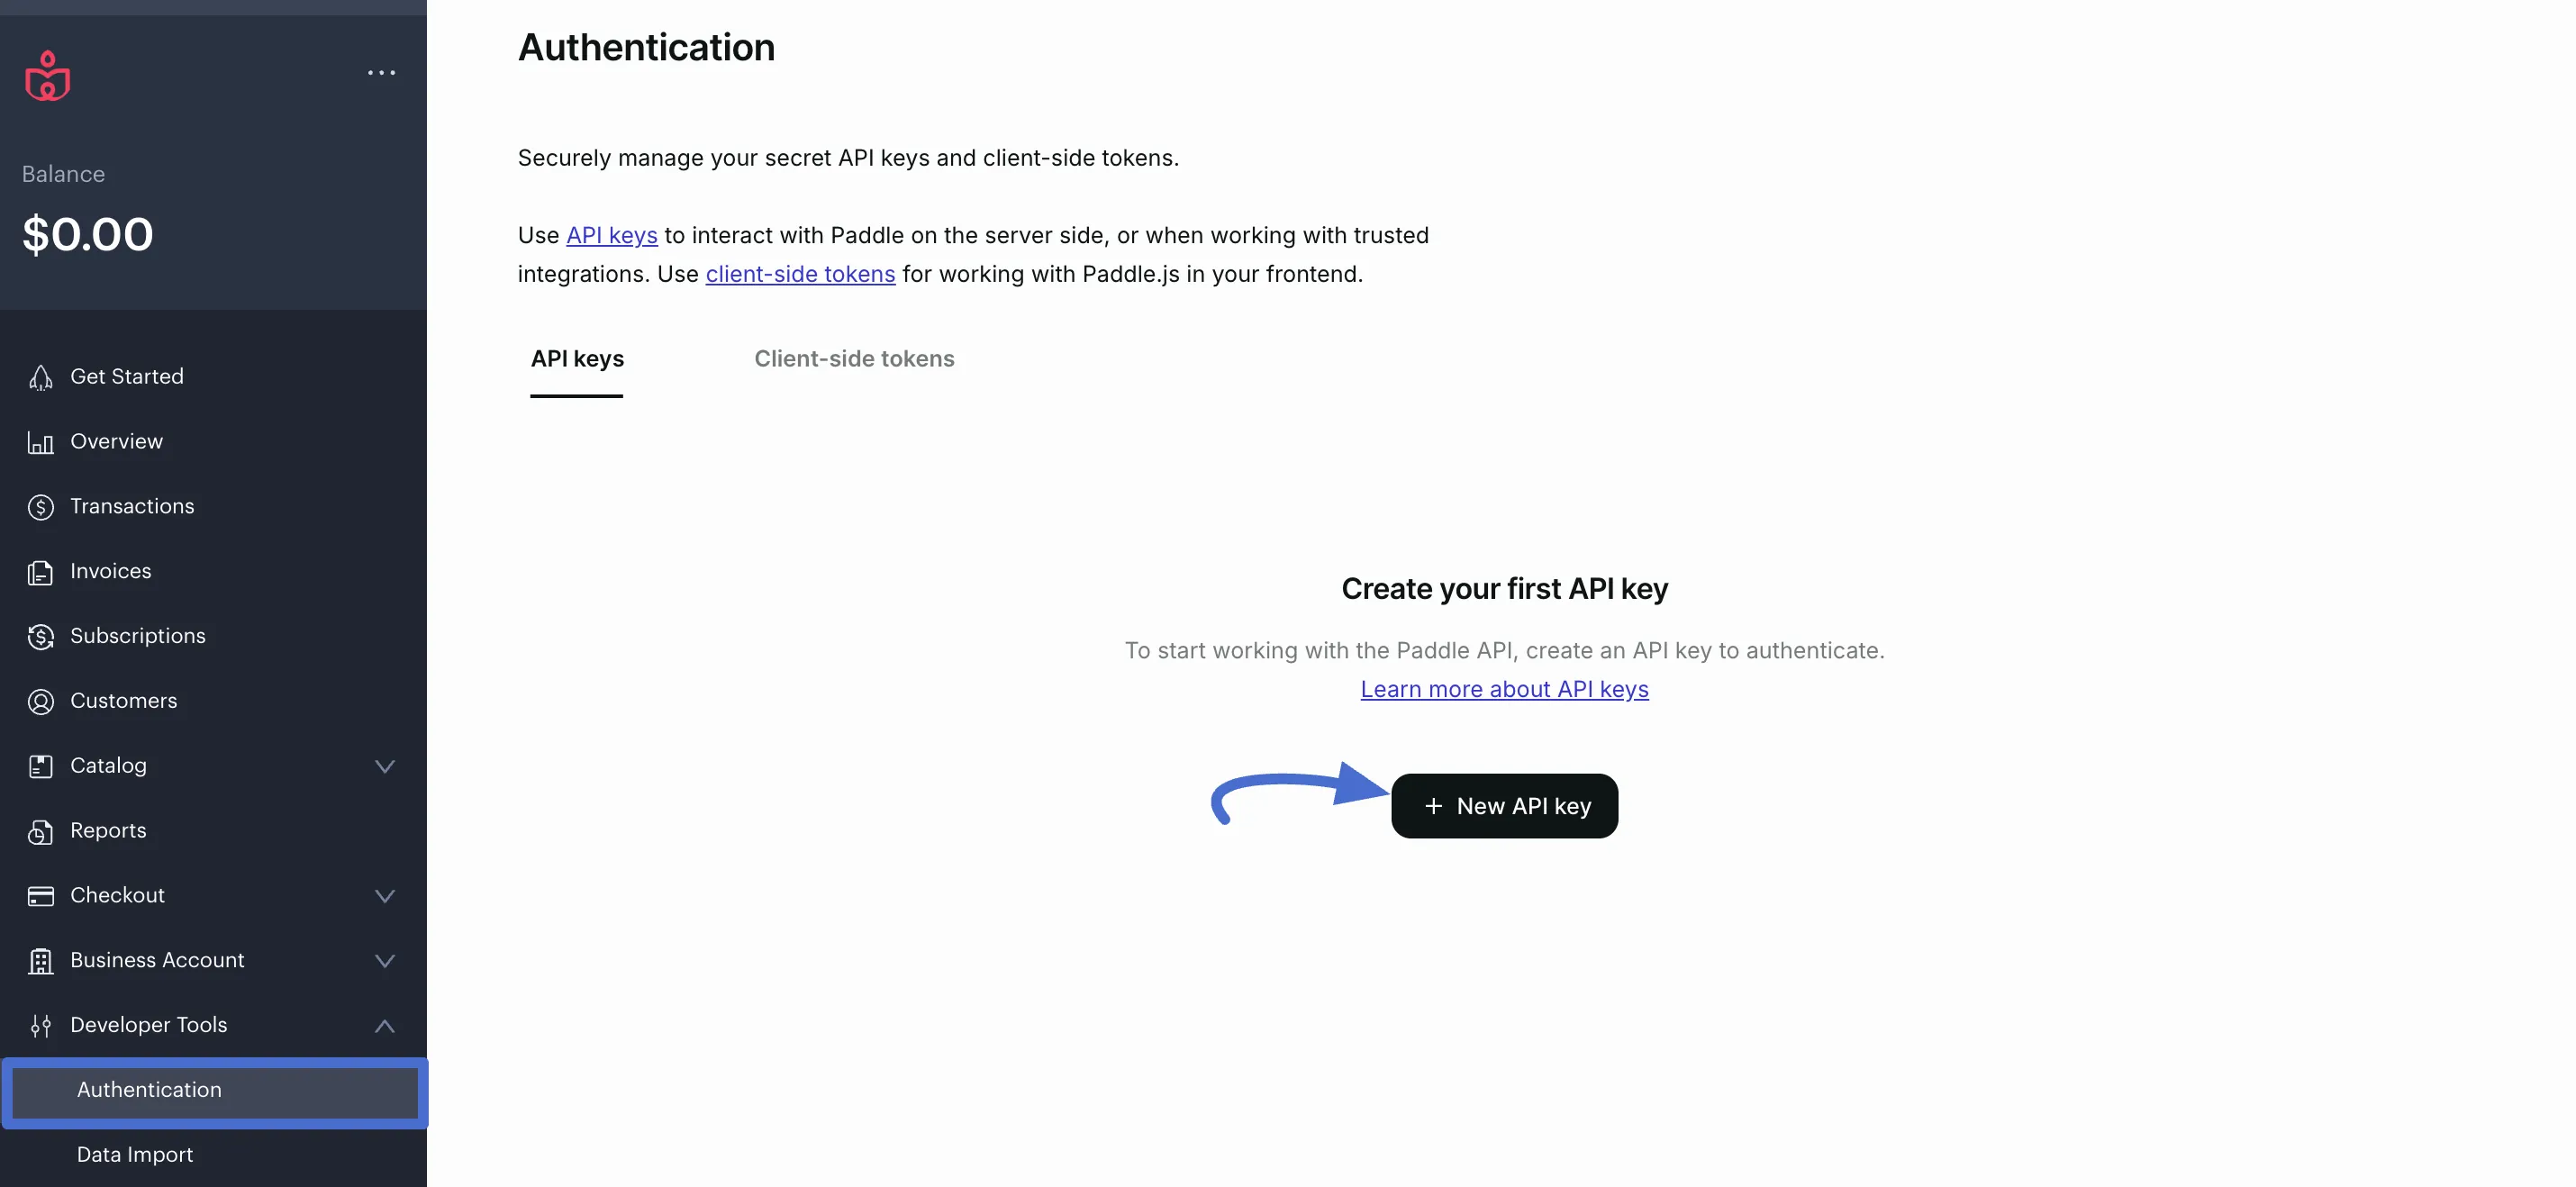 Balance
$0.00
Get Started
Overview
Transactions
Invoices
Subscriptions
Customers
Catalog
Reports
Checkout
Business Account
Developer Tools
Authentication
Data Import
Authentication
Securely manage your secret API keys and client-side tokens.
Use API keys to interact with Paddle on the server side, or when working with trusted
integrations. Use client-side tokens for working with Paddle.js in your frontend.
API keys
Client-side tokens
Create your first API key
To start working with the Paddle API, create an API key to authenticate.
Learn more about API keys
+ New API key